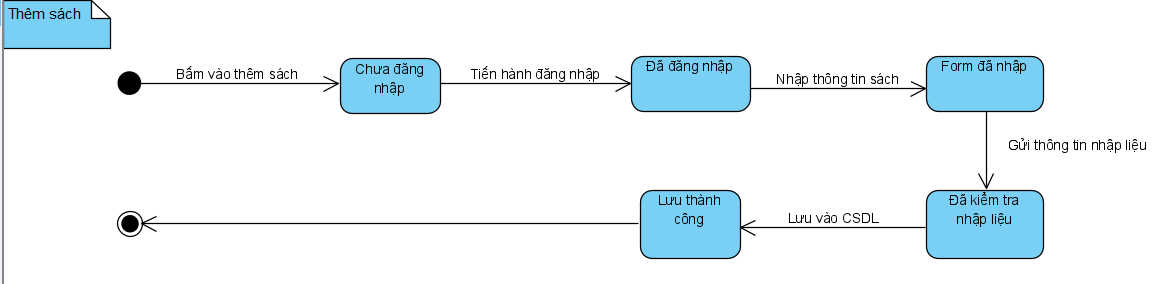 Thêm sách
Bấm vào thêm sách
Chưa đăng
nhập
Tiến hành đăng nhập
Đã đăng nhập
Nhập thông tin sách
Form đã nhập
Gửi thông tin nhập liệu
Đã kiểm tra
nhập liệu
Lưu vào CSDL
Lưu thành
công